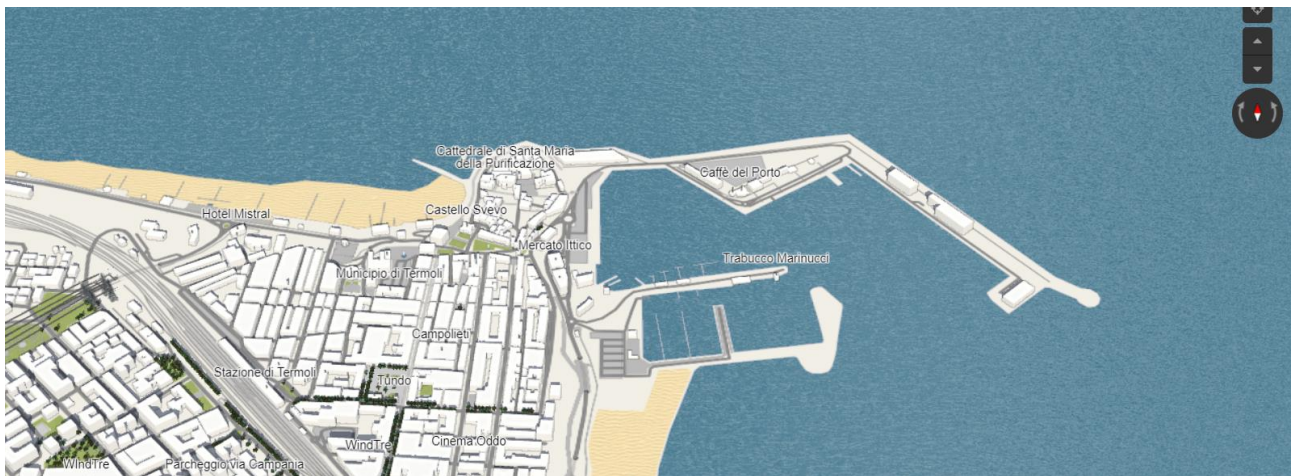 Cattedrale di Santa Maria
della Purificazione
Caffè del Porto
Hotel Mistral
Castello Svevo
Mercato Ittico
Trabucco Marinucci
Municipio di Termoli
Campolieti
Stazione di Termoli
Tundo
WindTre
Cinema Oddo
WIndTre
Parcheggio via Campania